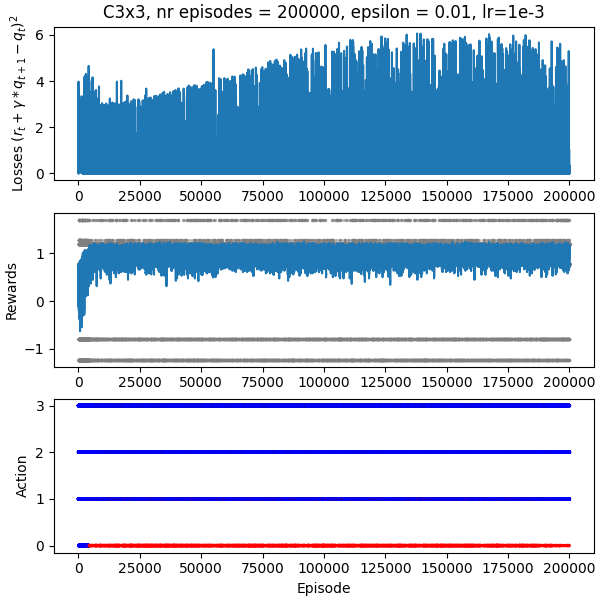 C3x3, nr episodes = 200000, epsilon = 0.01, lr=1e-3
Losses $(r_t + \gamma * q_{t+1} - q_t)^2$
6
4
2
0
0 25000 50000 75000 100000 125000 150000 175000 200000
Rewards
1
0
−1
0 25000 50000 75000 100000 125000 150000 175000 200000
Action
3
2
1
0
0 25000 50000 75000 100000 125000 150000 175000 200000
Episode